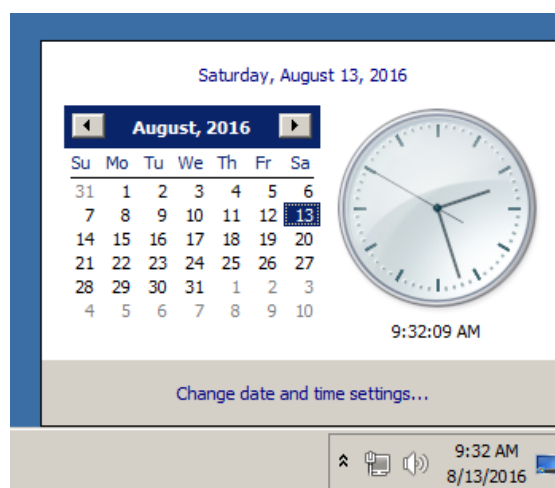 Saturday, August 13, 2016
August, 2016
Su Mo Tu We Th Fr Sa
31 1 2 3 4 5 6
7 8 9 10 11 12 13
14 15 16 17 18 19 20
21 22 23 24 25 26 27
28 29 30 31 1 2 3
4 5 6 7 8 9 10
9:32:09 AM
Change date and time settings...
9:32 AM
8/13/2016